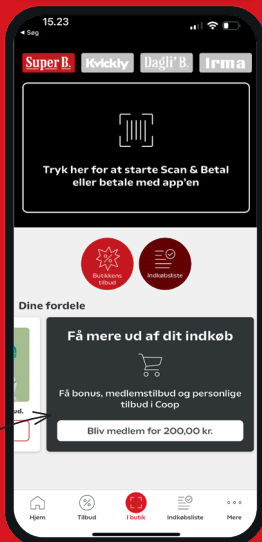 15.23
◂ Søg
Super B. Kvickly Dagli' B. Irma
Tryk her for at starte Scan & Betal
eller betale med app'en
Butikkens
tilbud
Indkøbsliste
Dine fordele
ud.
Få mere ud af dit indkøb
Få bonus, medlemstilbud og personlige
tilbud i Coop
Bliv medlem for 200,00 kr.
Hjem Tilbud I butik Indkøbsliste Mere